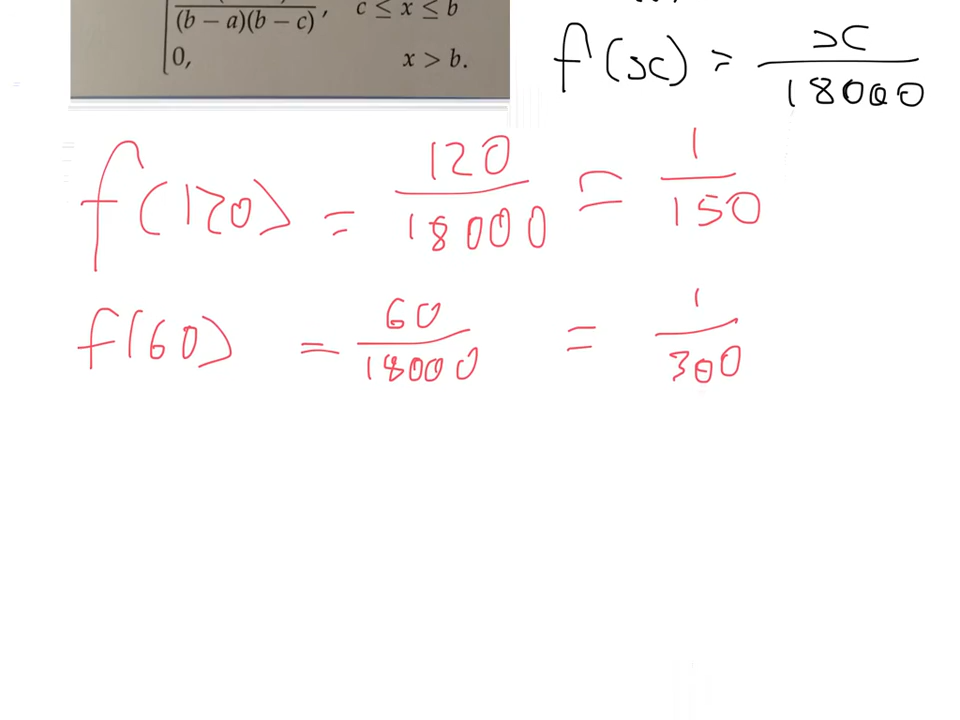 (b − a)(b − c)' c ≤ x ≤ b
0, x > b.
f(x) = x / 18000
f(120) = 120 / 18000 = 1 / 150
f(60) = 60 / 18000 = 1 / 300